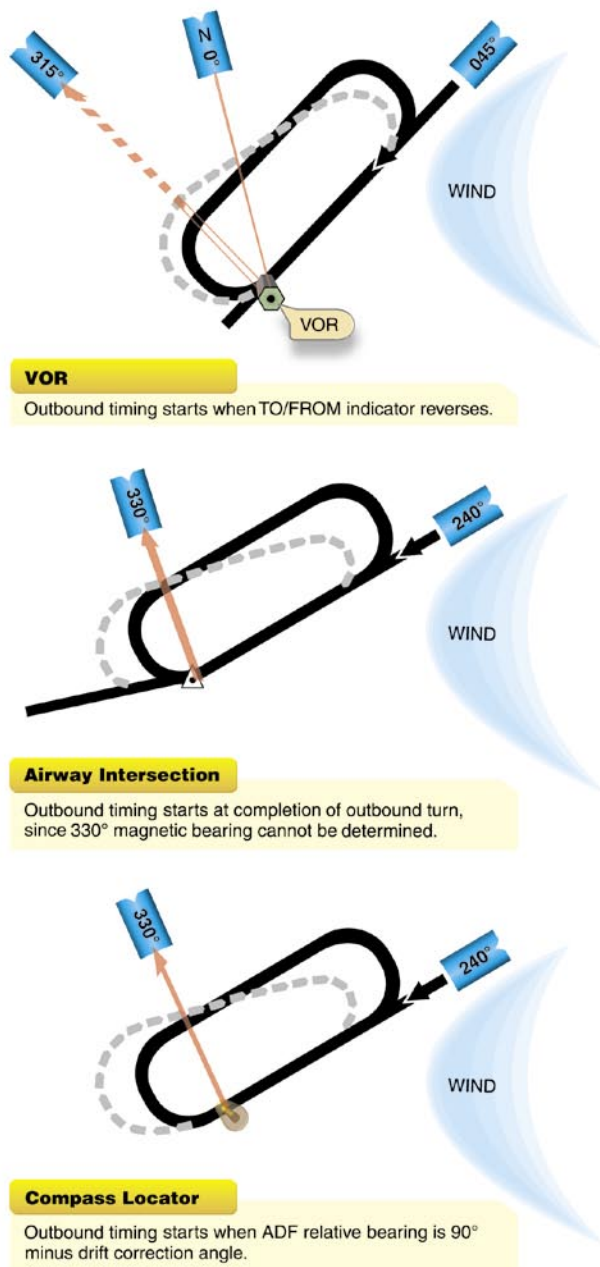 315°
N 0°
045°
WIND
VOR
VOR
Outbound timing starts when TO/FROM indicator reverses.
330°
240°
WIND
Airway Intersection
Outbound timing starts at completion of outbound turn,
since 330° magnetic bearing cannot be determined.
330°
240°
WIND
Compass Locator
Outbound timing starts when ADF relative bearing is 90°
minus drift correction angle.